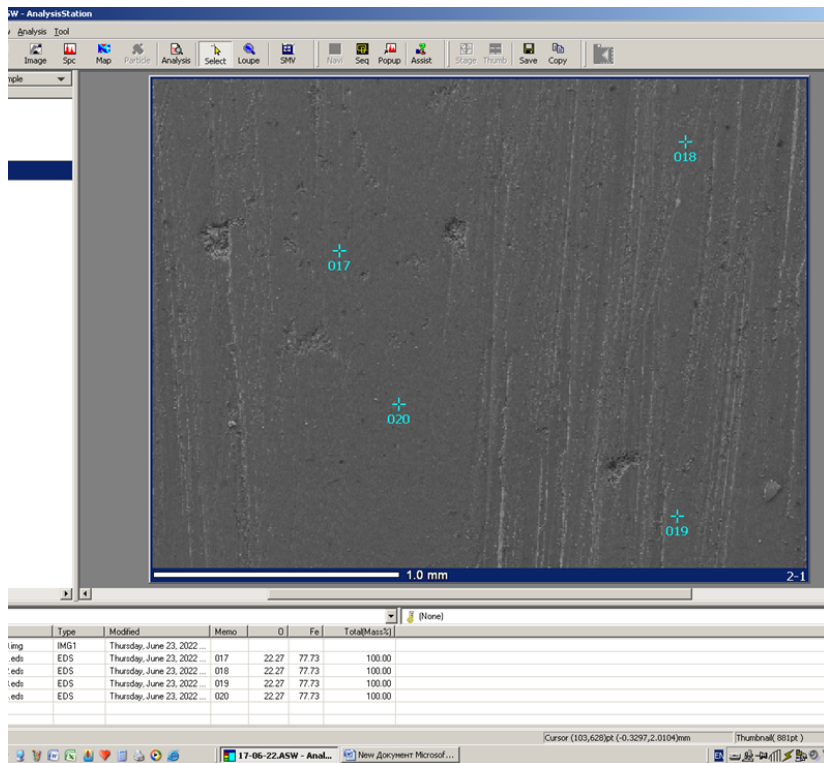 SW - AnalysisStation
Analysis Tool
Image Spc Map Particle Analysis Select Loupe SMV Navi Seq Popup Assist Stage Thumb Save Copy
mple
018
017
020
019
1.0 mm 2-1
(None)
Type Modified Memo O Fe Total(Mass%)
.img IMG1 Thursday, June 23, 2022 ...
.eds EDS Thursday, June 23, 2022 ... 017 22.27 77.73 100.00
.eds EDS Thursday, June 23, 2022 ... 018 22.27 77.73 100.00
.eds EDS Thursday, June 23, 2022 ... 019 22.27 77.73 100.00
.eds EDS Thursday, June 23, 2022 ... 020 22.27 77.73 100.00
Cursor (103,628)pt (-0.3297,2.0104)mm Thumbnail( 881pt )
17-06-22.ASW - Anal... New Документ Microsof... EN